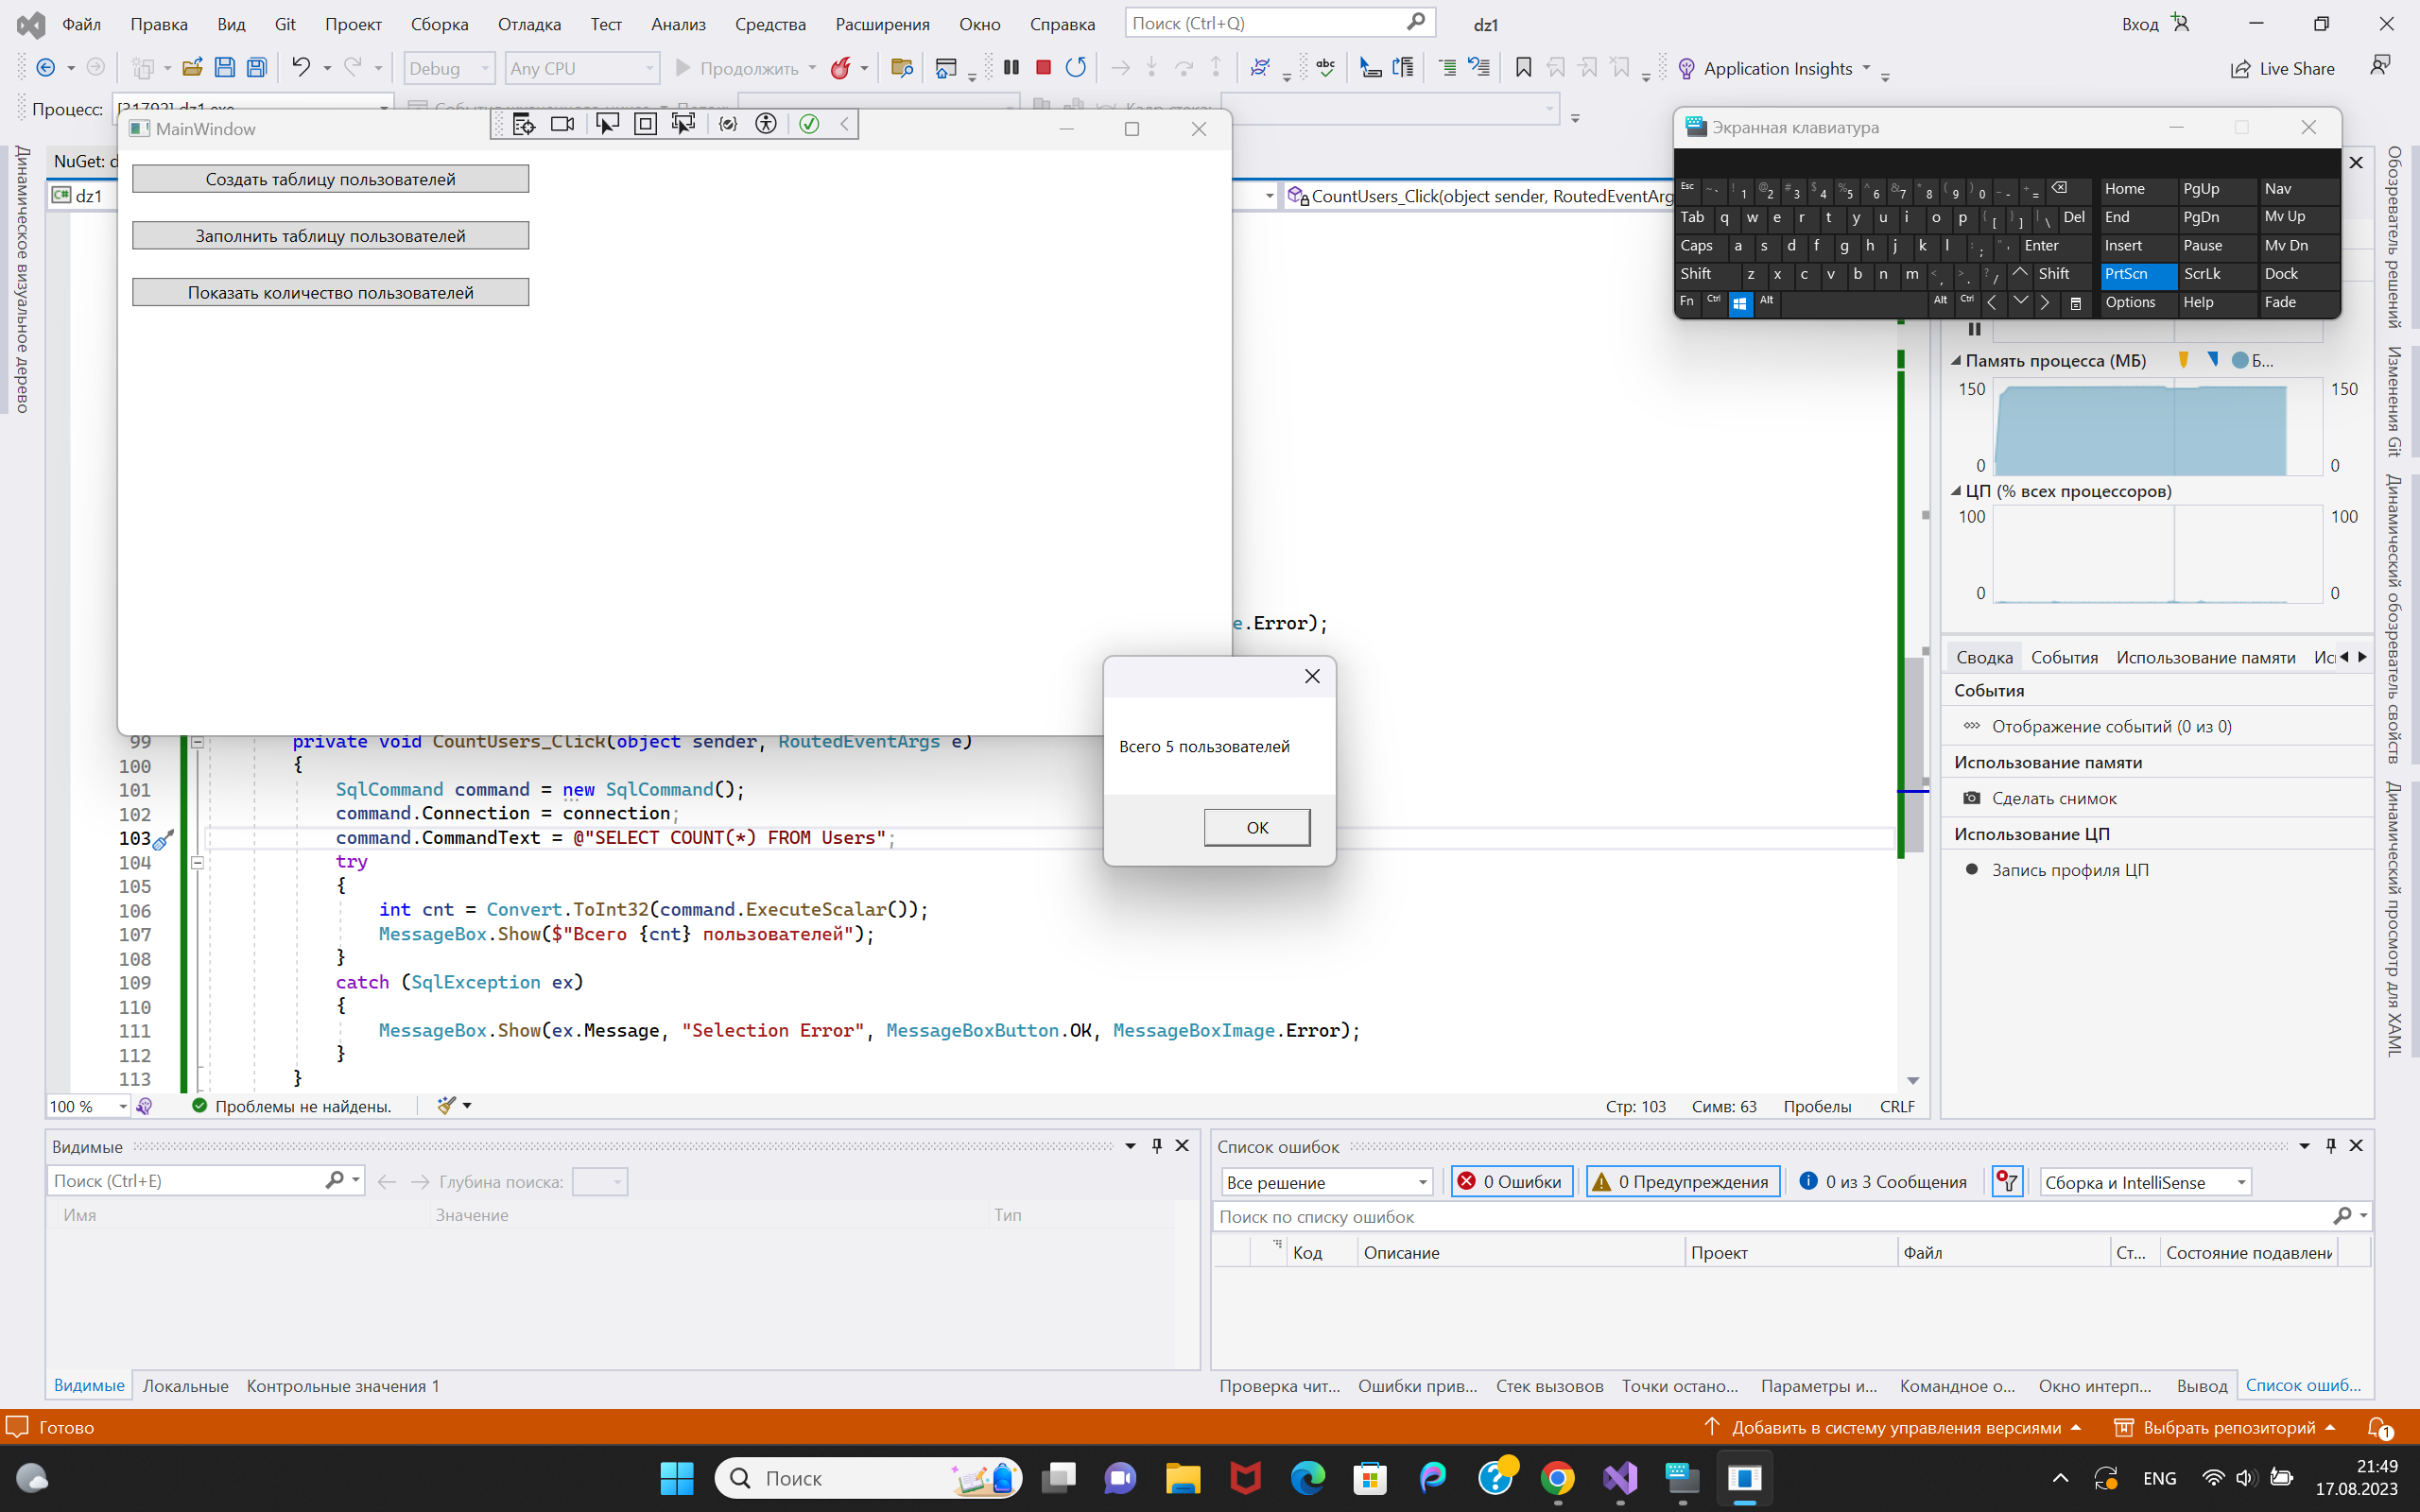 Файл Правка Вид Git Проект Сборка Отладка Тест Анализ Средства Расширения Окно Справка Поиск (Ctrl+Q) dz1 Вход
Debug Any CPU Продолжить Application Insights Live Share
Процесс:
MainWindow
Создать таблицу пользователей
Заполнить таблицу пользователей
Показать количество пользователей
NuGet: d
dz1
CountUsers_Click(object sender, RoutedEventArg
Динамическое визуальное дерево
Экранная клавиатура
Esc ~ ` ! 1 @ 2 # 3 $ 4 % 5 ^ 6 & 7 * 8 ( 9 ) 0 _ - + = Home PgUp Nav
Tab q w e r t y u i o p { [ } ] | \ Del End PgDn Mv Up
Caps a s d f g h j k l : ; " ' Enter Insert Pause Mv Dn
Shift z x c v b n m < , > . ? / Shift PrtScn ScrLk Dock
Fn Ctrl Alt Alt Ctrl Options Help Fade
Память процесса (МБ) Б...
150 150
0 0
ЦП (% всех процессоров)
100 100
0 0
Сводка События Использование памяти Ис
События
Отображение событий (0 из 0)
Использование памяти
Сделать снимок
Использование ЦП
Запись профиля ЦП
Обозреватель решений
Изменения Git
Динамический обозреватель свойств
Динамический просмотр для XAML
e.Error);
Всего 5 пользователей
OK
99 private void CountUsers_Click(object sender, RoutedEventArgs e)
100 {
101 SqlCommand command = new SqlCommand();
102 command.Connection = connection;
103 command.CommandText = @"SELECT COUNT(*) FROM Users";
104 try
105 {
106 int cnt = Convert.ToInt32(command.ExecuteScalar());
107 MessageBox.Show($"Всего {cnt} пользователей");
108 }
109 catch (SqlException ex)
110 {
111 MessageBox.Show(ex.Message, "Selection Error", MessageBoxButton.OK, MessageBoxImage.Error);
112 }
113 }
100 % Проблемы не найдены. Стр: 103 Симв: 63 Пробелы CRLF
Видимые
Поиск (Ctrl+E) Глубина поиска:
Имя Значение Тип
Видимые Локальные Контрольные значения 1
Список ошибок
Все решение 0 Ошибки 0 Предупреждения 0 из 3 Сообщения Сборка и IntelliSense
Поиск по списку ошибок
Код Описание Проект Файл Ст... Состояние подавлени
Проверка чит... Ошибки прив... Стек вызовов Точки остано... Параметры и... Командное о... Окно интерп... Вывод Список ошиб...
Готово Добавить в систему управления версиями Выбрать репозиторий 1
Поиск ENG 21:49
17.08.2023